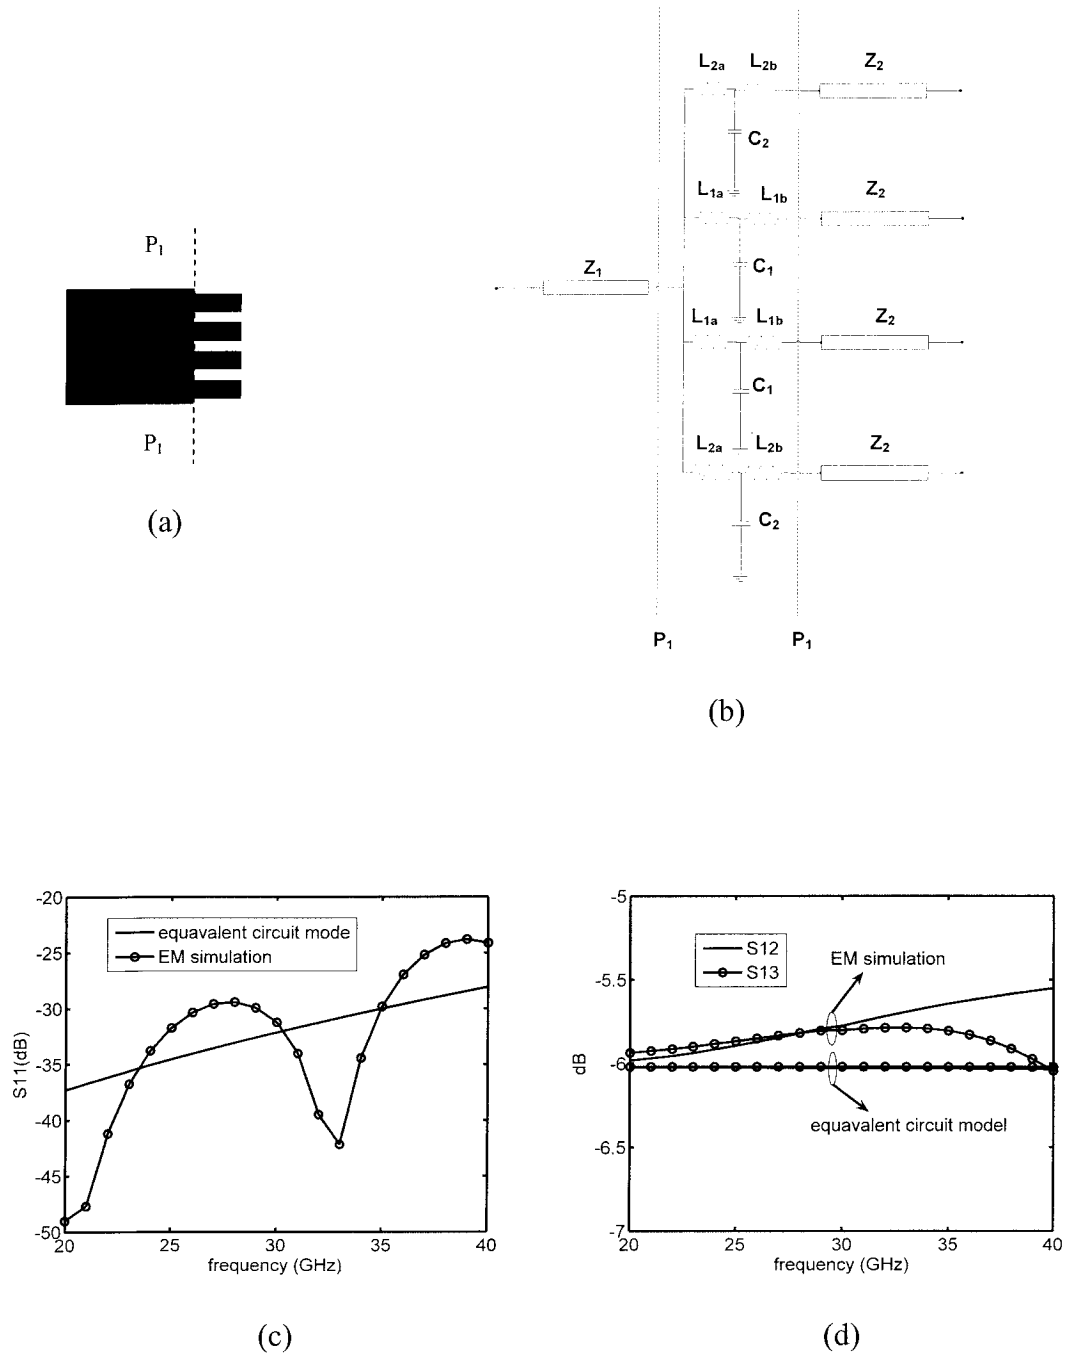 P1
P1
(a)
L2a L2b Z2
C2
L1a L1b Z2
C1
Z1
L1a L1b Z2
C1
L2a L2b Z2
C2
P1 P1
(b)
-20
-25
-30
-35
-40
-45
-50
S11(dB)
equavalent circuit mode
EM simulation
20 25 30 35 40
frequency (GHz)
(c)
-5
-5.5
-6
-6.5
-7
dB
S12
S13
EM simulation
equavalent circuit model
20 25 30 35 40
frequency (GHz)
(d)